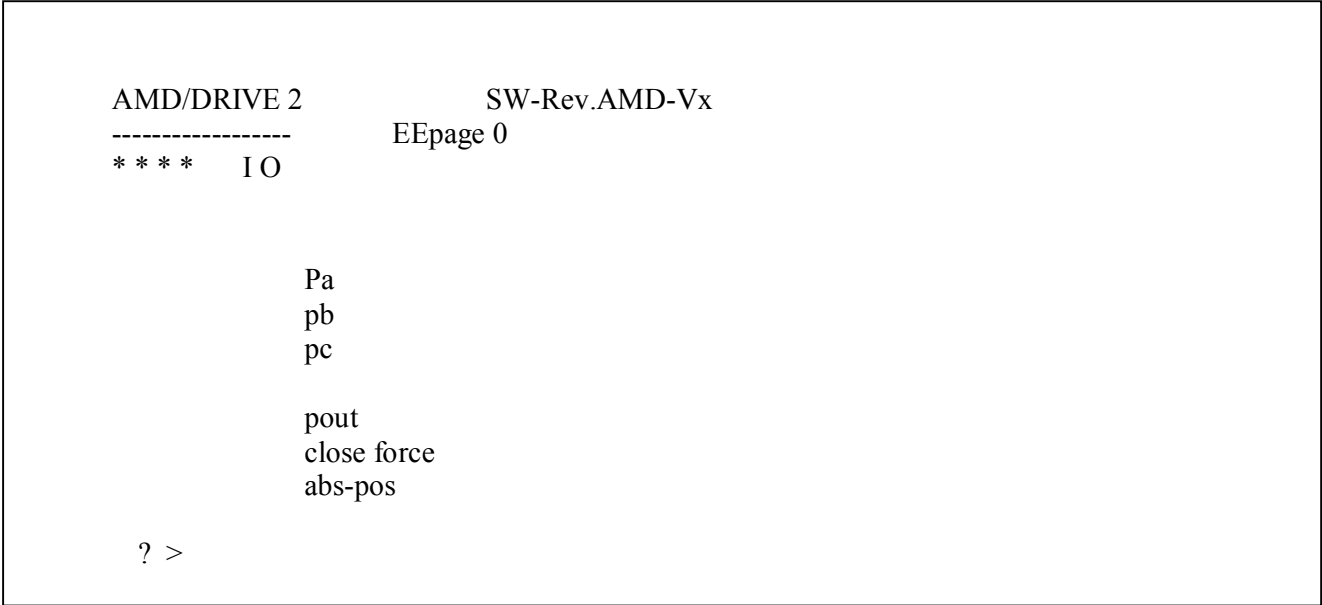 AMD/DRIVE 2 SW-Rev.AMD-Vx
------------------ EEpage 0
* * * * I O
Pa
pb
pc
pout
close force
abs-pos
? >